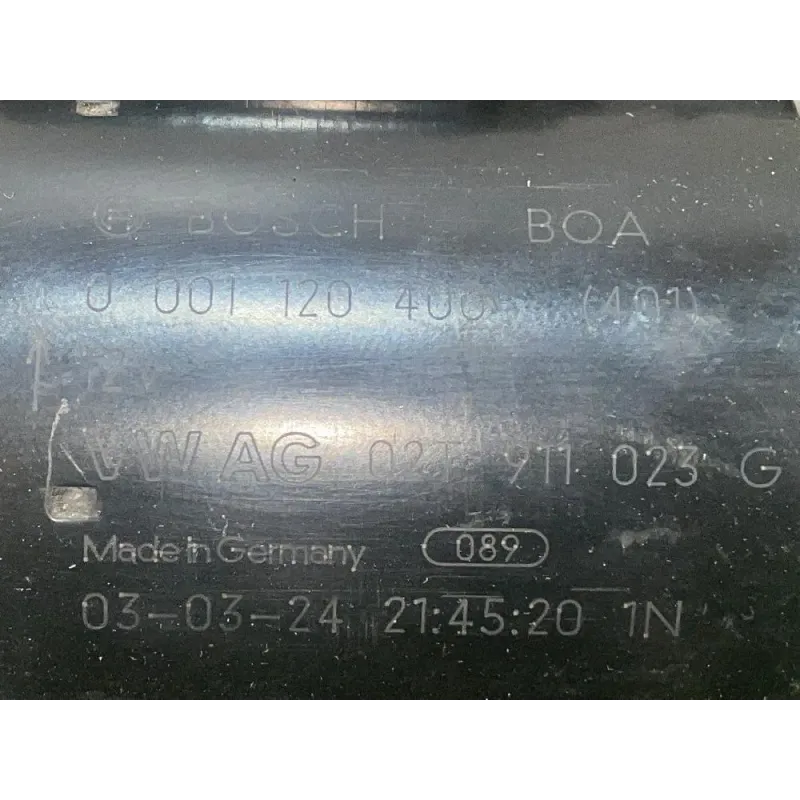 BOSCH BOA
0 001 120 406 (401)
12V
VW AG 02T 911 023 G
Made in Germany 089
03-03-24 21:45:20 1N